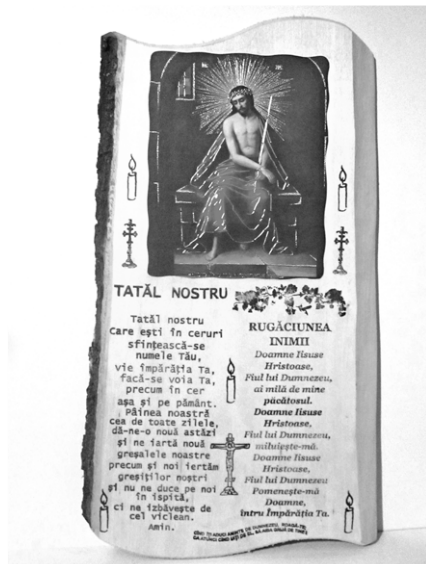 TATĂL NOSTRU
Tatăl nostru
Care ești în ceruri
sfințească-se
numele Tău,
vie împărăția Ta,
facă-se voia Ta,
precum în cer
așa și pe pământ.
Pâinea noastră
cea de toate zilele,
dă-ne-o nouă astăzi
și ne iartă nouă
greșalele noastre
precum și noi iertăm
greșiților noștri
și nu ne duce pe noi
în ispită,
ci ne izbăvește de
cel viclean.
Amin.
RUGĂCIUNEA
INIMII
Doamne Iisuse
Hristoase,
Fiul lui Dumnezeu,
ai milă de mine
păcătosul.
Doamne Iisuse
Hristoase,
Fiul lui Dumnezeu,
miluiește-mă.
Doamne Iisuse
Hristoase,
Fiul lui Dumnezeu
Pomenește-mă
Doamne,
întru Împărăția Ta.